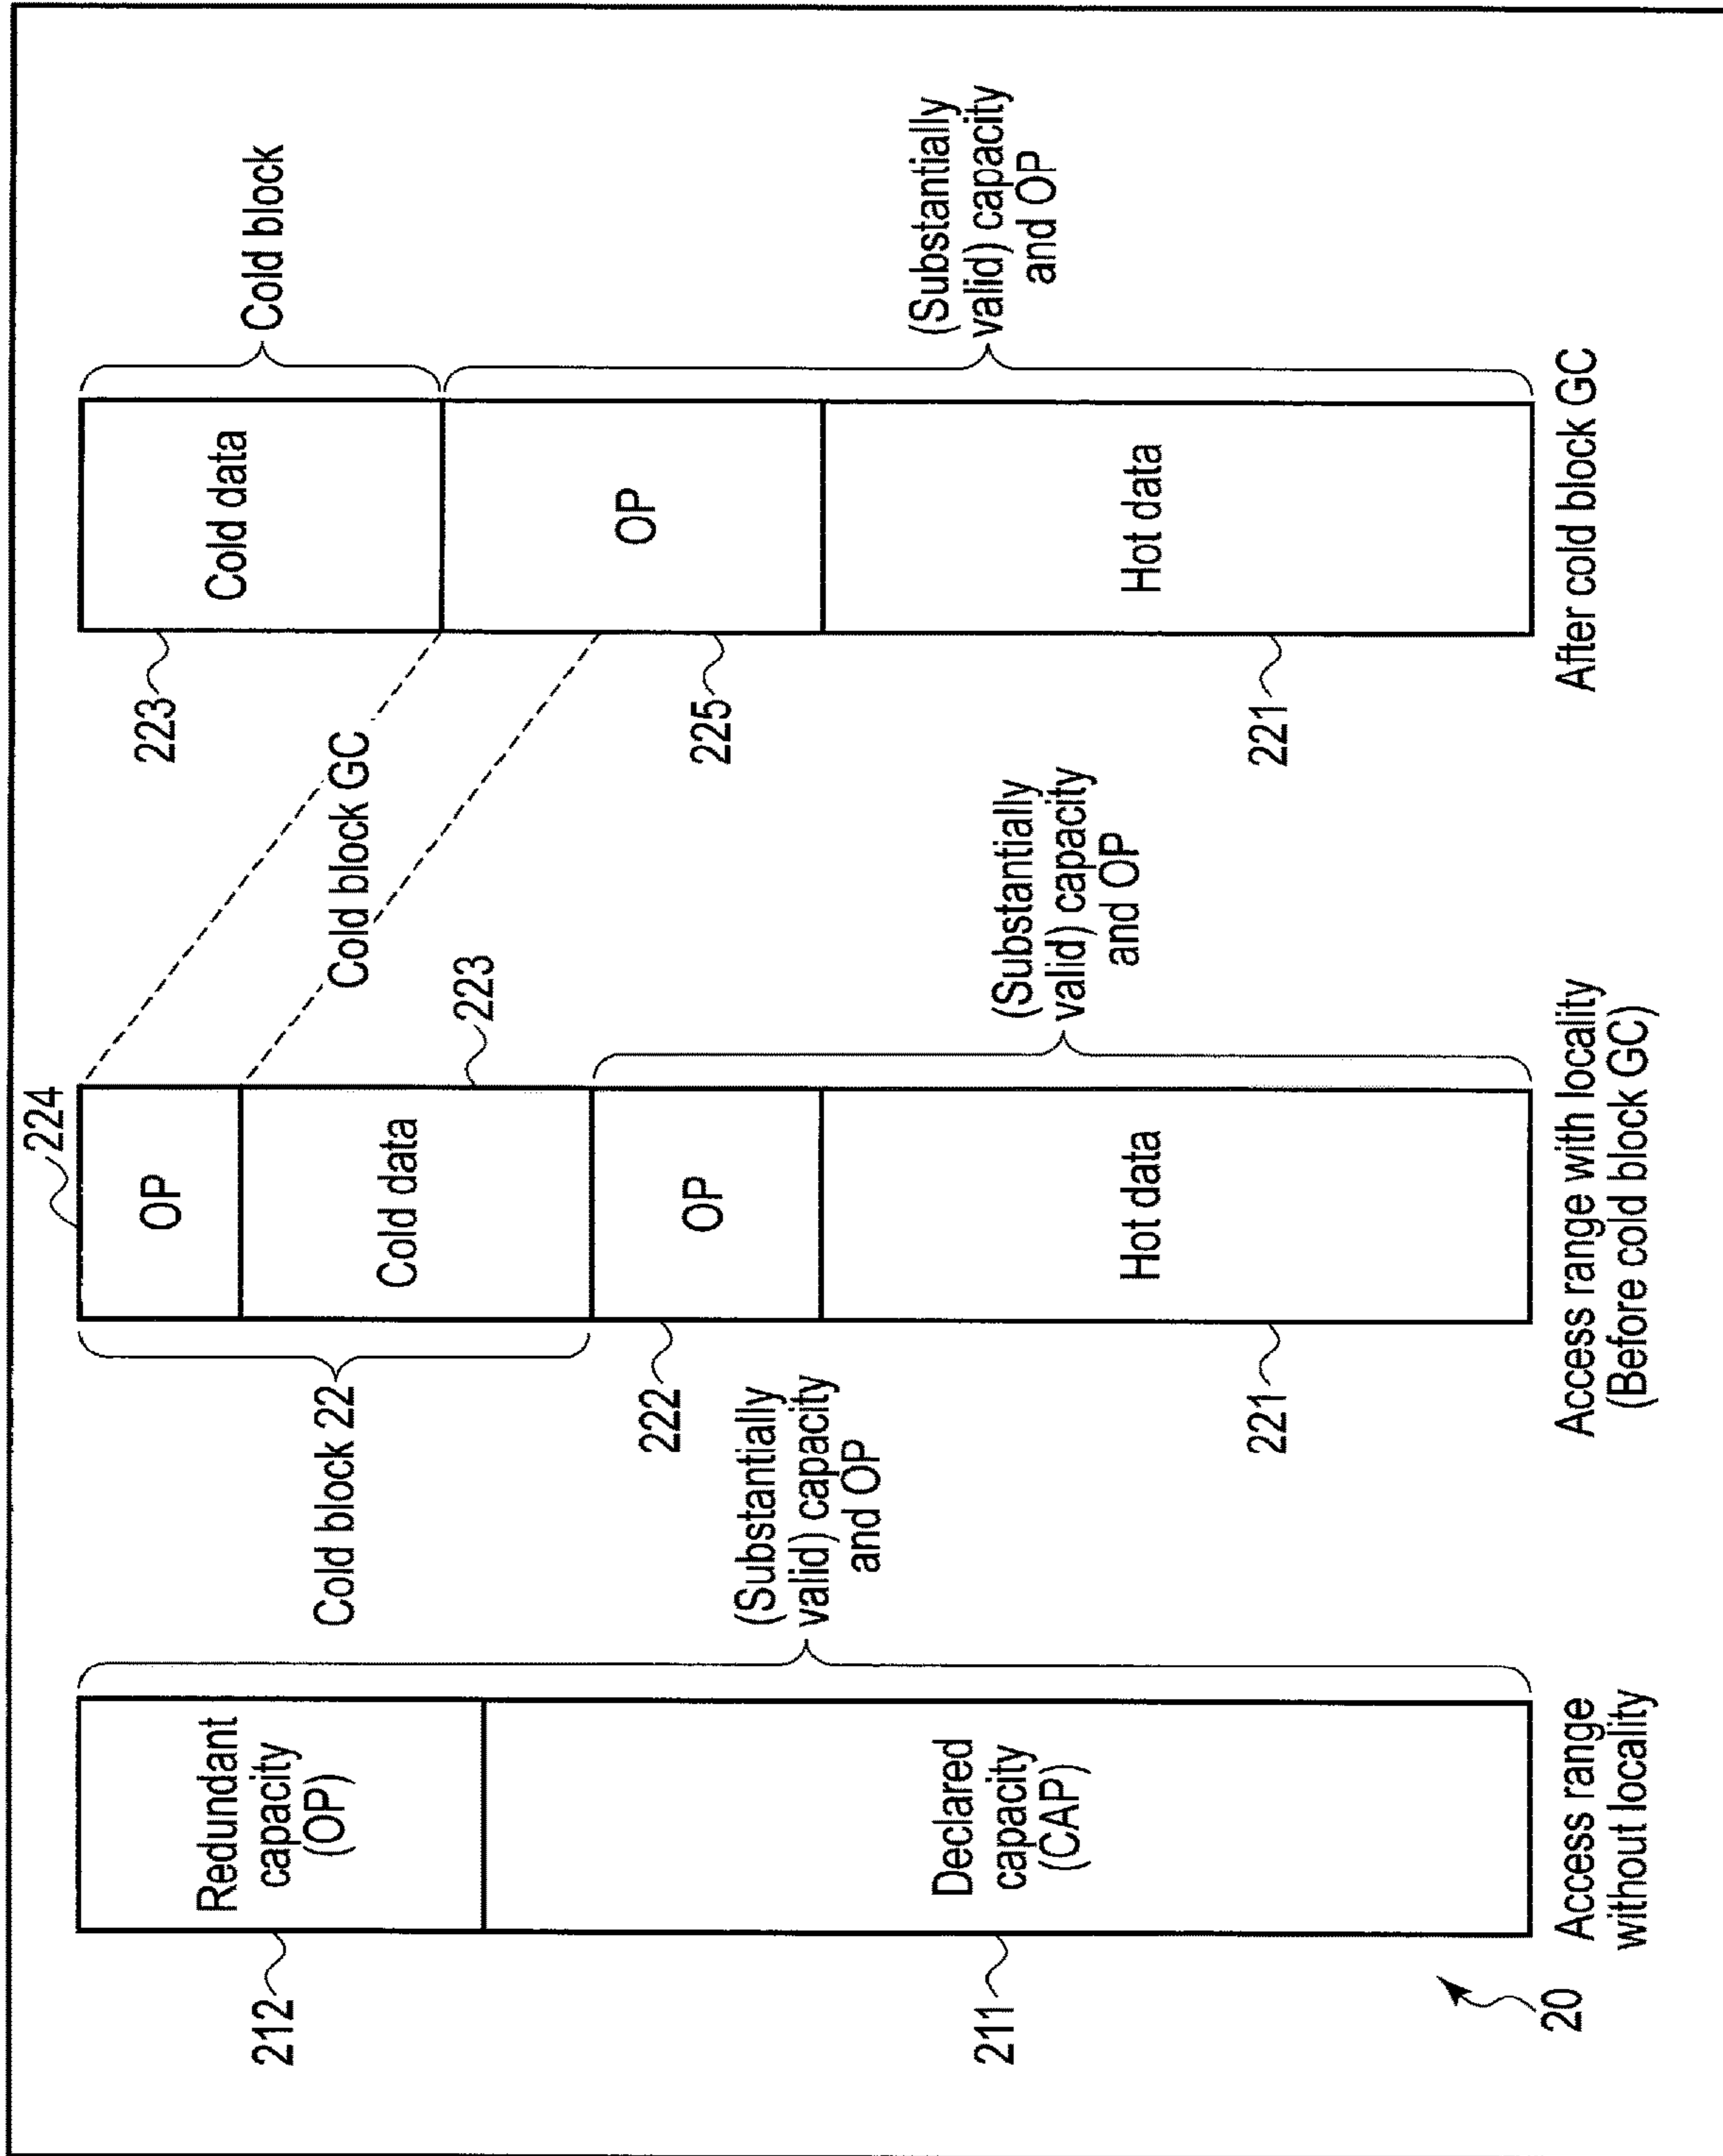 212
Redundant
capacity
(OP)
211
Declared
capacity
(CAP)
(Substantially
valid) capacity
and OP
20
Access range
without locality
Cold block 22
224
OP
Cold data
223
222
OP
221
Hot data
(Substantially
valid) capacity
and OP
Access range with locality
(Before cold block GC)
Cold block GC
223
Cold data
Cold block
225
OP
221
Hot data
(Substantially
valid) capacity
and OP
After cold block GC